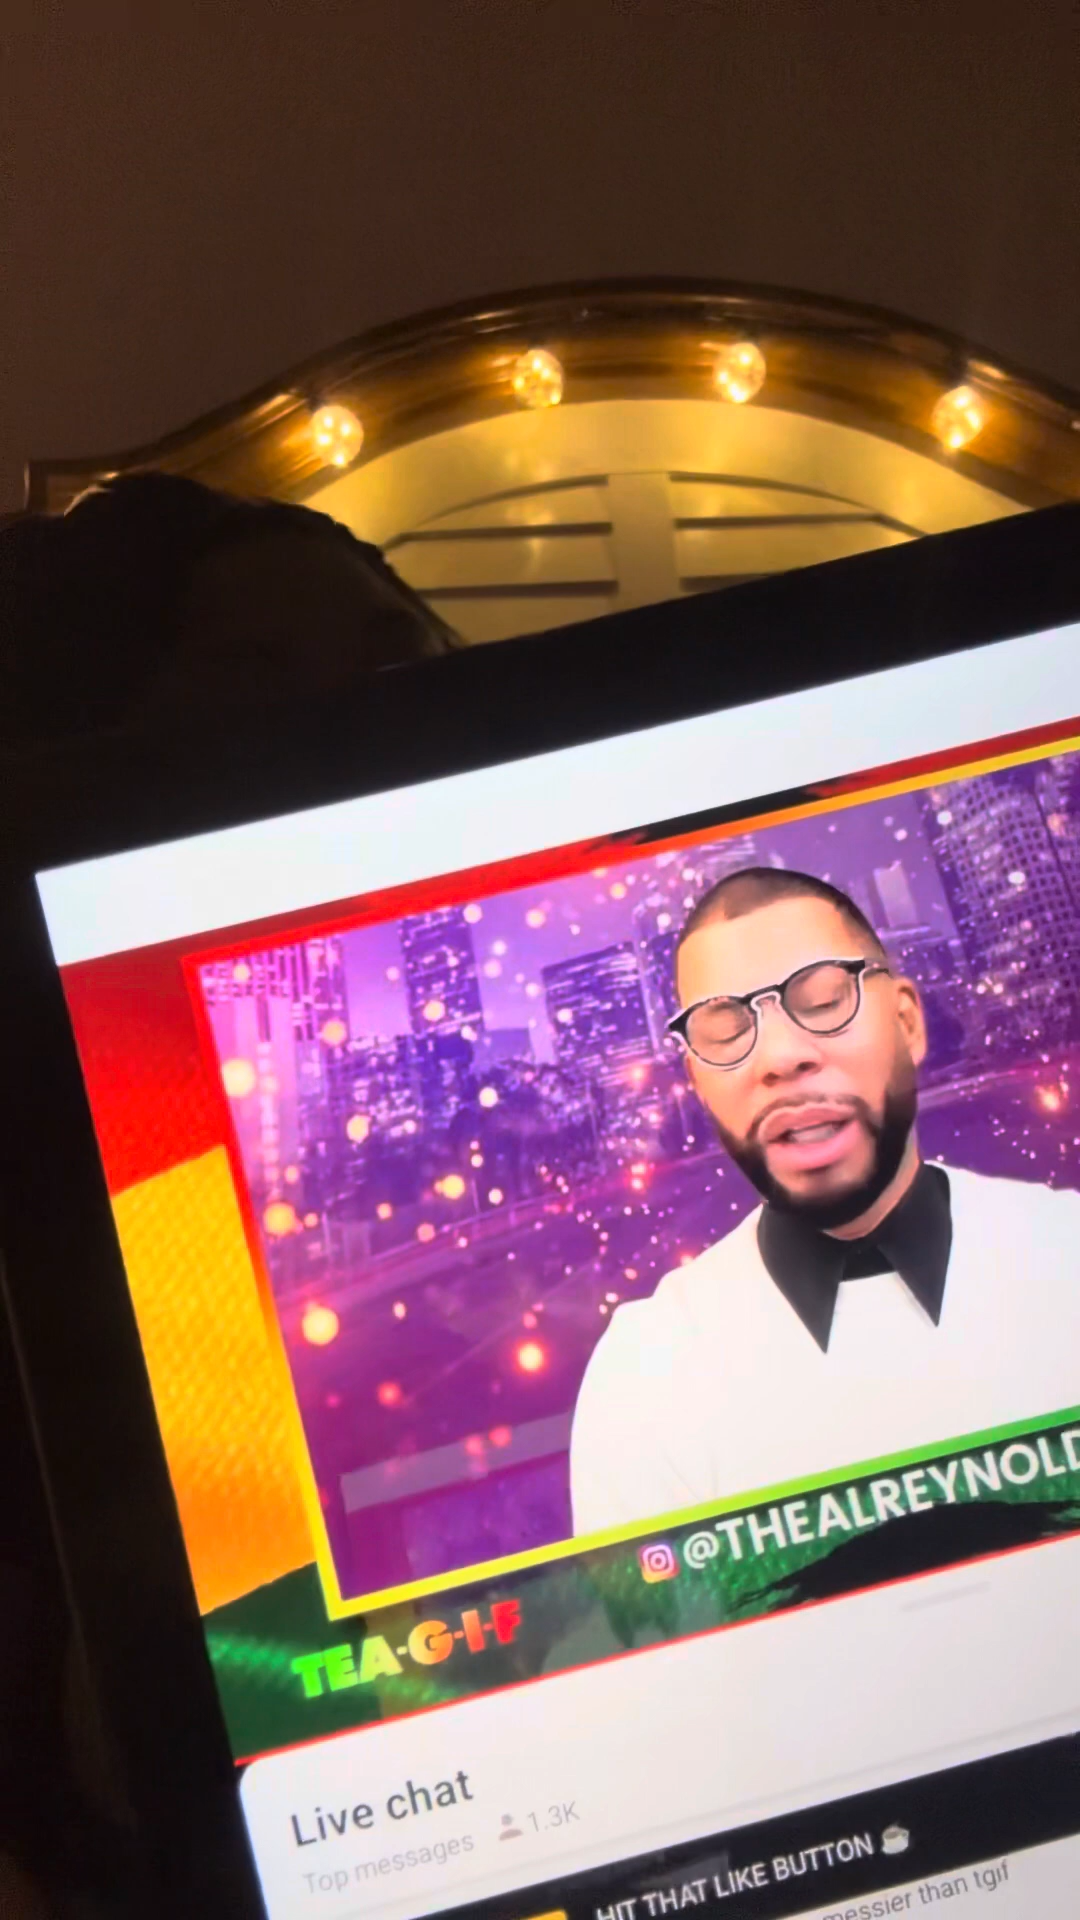 @THEALREYNOLD
TEA-G-I-F
Live chat
Top messages 1.3K
HIT THAT LIKE BUTTON ☕
messier than tgif